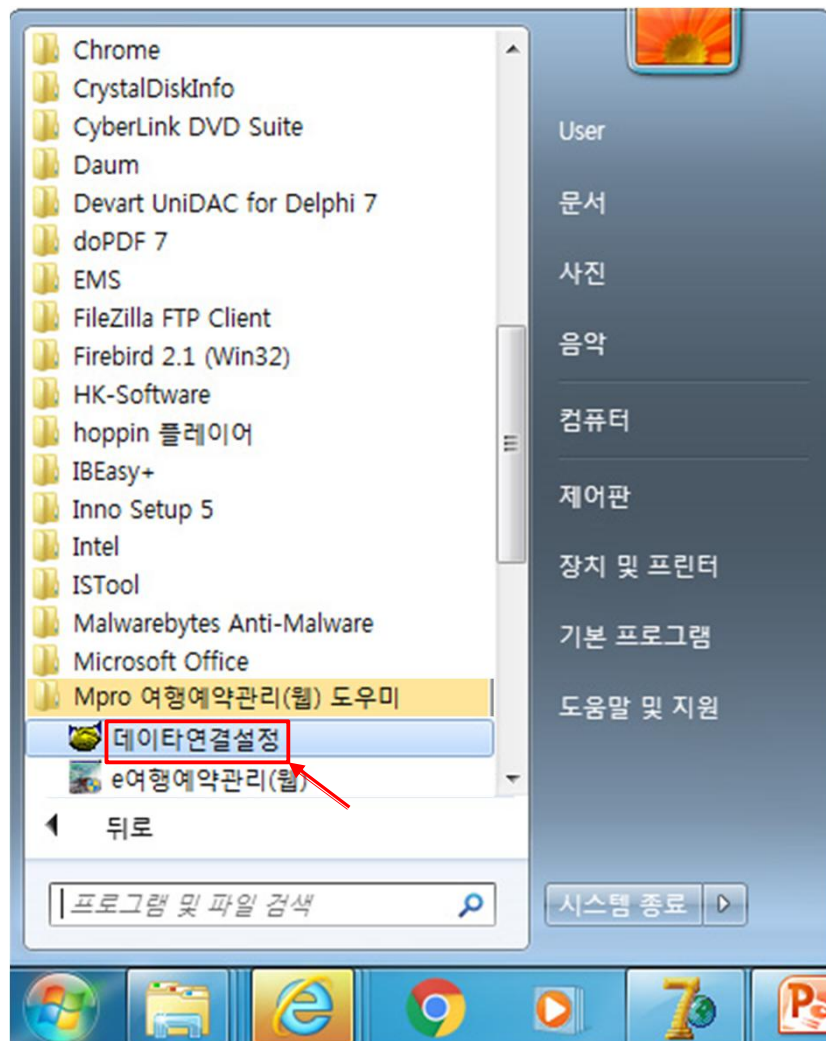 Chrome
CrystalDiskInfo
CyberLink DVD Suite
Daum
Devart UniDAC for Delphi 7
doPDF 7
EMS
FileZilla FTP Client
Firebird 2.1 (Win32)
HK-Software
hoppin 플레이어
IBEasy+
Inno Setup 5
Intel
ISTool
Malwarebytes Anti-Malware
Microsoft Office
Mpro 여행예약관리(웹) 도우미
데이타연결설정
e여행예약관리(웹)
뒤로
프로그램 및 파일 검색
User
문서
사진
음악
컴퓨터
제어판
장치 및 프린터
기본 프로그램
도움말 및 지원
시스템 종료